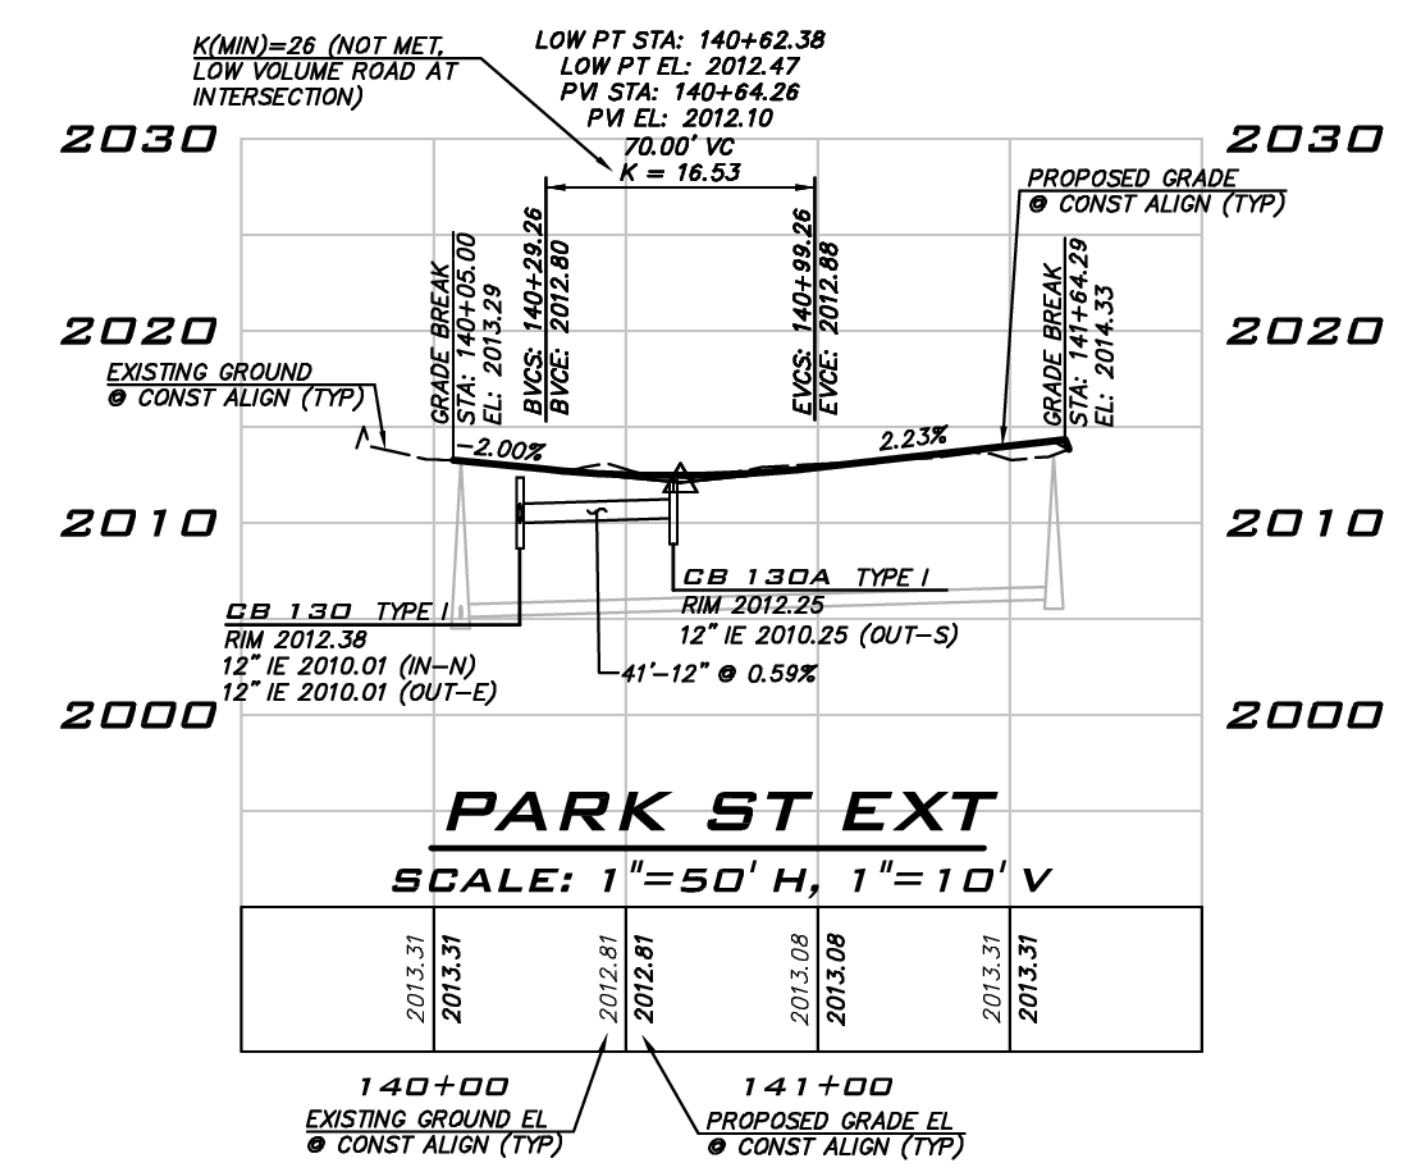 K(MIN)=26 (NOT MET,
LOW VOLUME ROAD AT
INTERSECTION)
LOW PT STA: 140+62.38
LOW PT EL: 2012.47
PVI STA: 140+64.26
PVI EL: 2012.10
70.00' VC
K = 16.53
2030
2030
PROPOSED GRADE
@ CONST ALIGN (TYP)
GRADE BREAK
STA: 140+05.00
EL: 2013.29
BVCS: 140+29.26
BVCE: 2012.80
EVCS: 140+99.26
EVCE: 2012.88
GRADE BREAK
STA: 141+64.29
EL: 2014.33
2020
2020
EXISTING GROUND
@ CONST ALIGN (TYP)
-2.00%
2.23%
2010
2010
CB 130A TYPE I
RIM 2012.25
12" IE 2010.25 (OUT-S)
CB 130 TYPE I
RIM 2012.38
12" IE 2010.01 (IN-N)
12" IE 2010.01 (OUT-E)
41'-12" @ 0.59%
2000
2000
PARK ST EXT
SCALE: 1"=50' H, 1"=10' V
2013.31
2013.31
2012.81
2012.81
2013.08
2013.08
2013.31
2013.31
140+00
141+00
EXISTING GROUND EL
@ CONST ALIGN (TYP)
PROPOSED GRADE EL
@ CONST ALIGN (TYP)